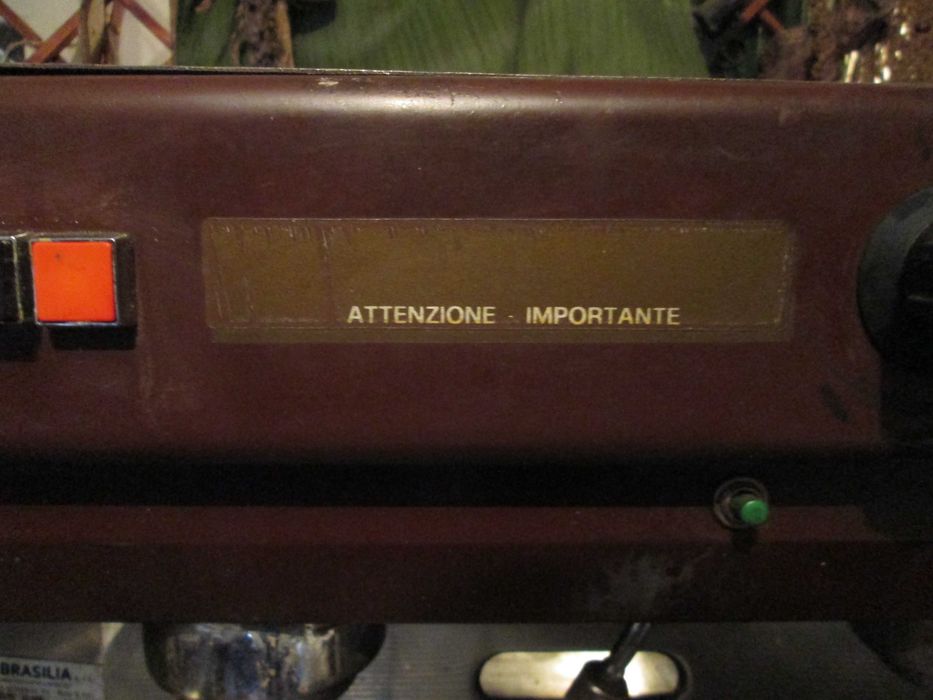 ATTENZIONE - IMPORTANTE
BRASILIA